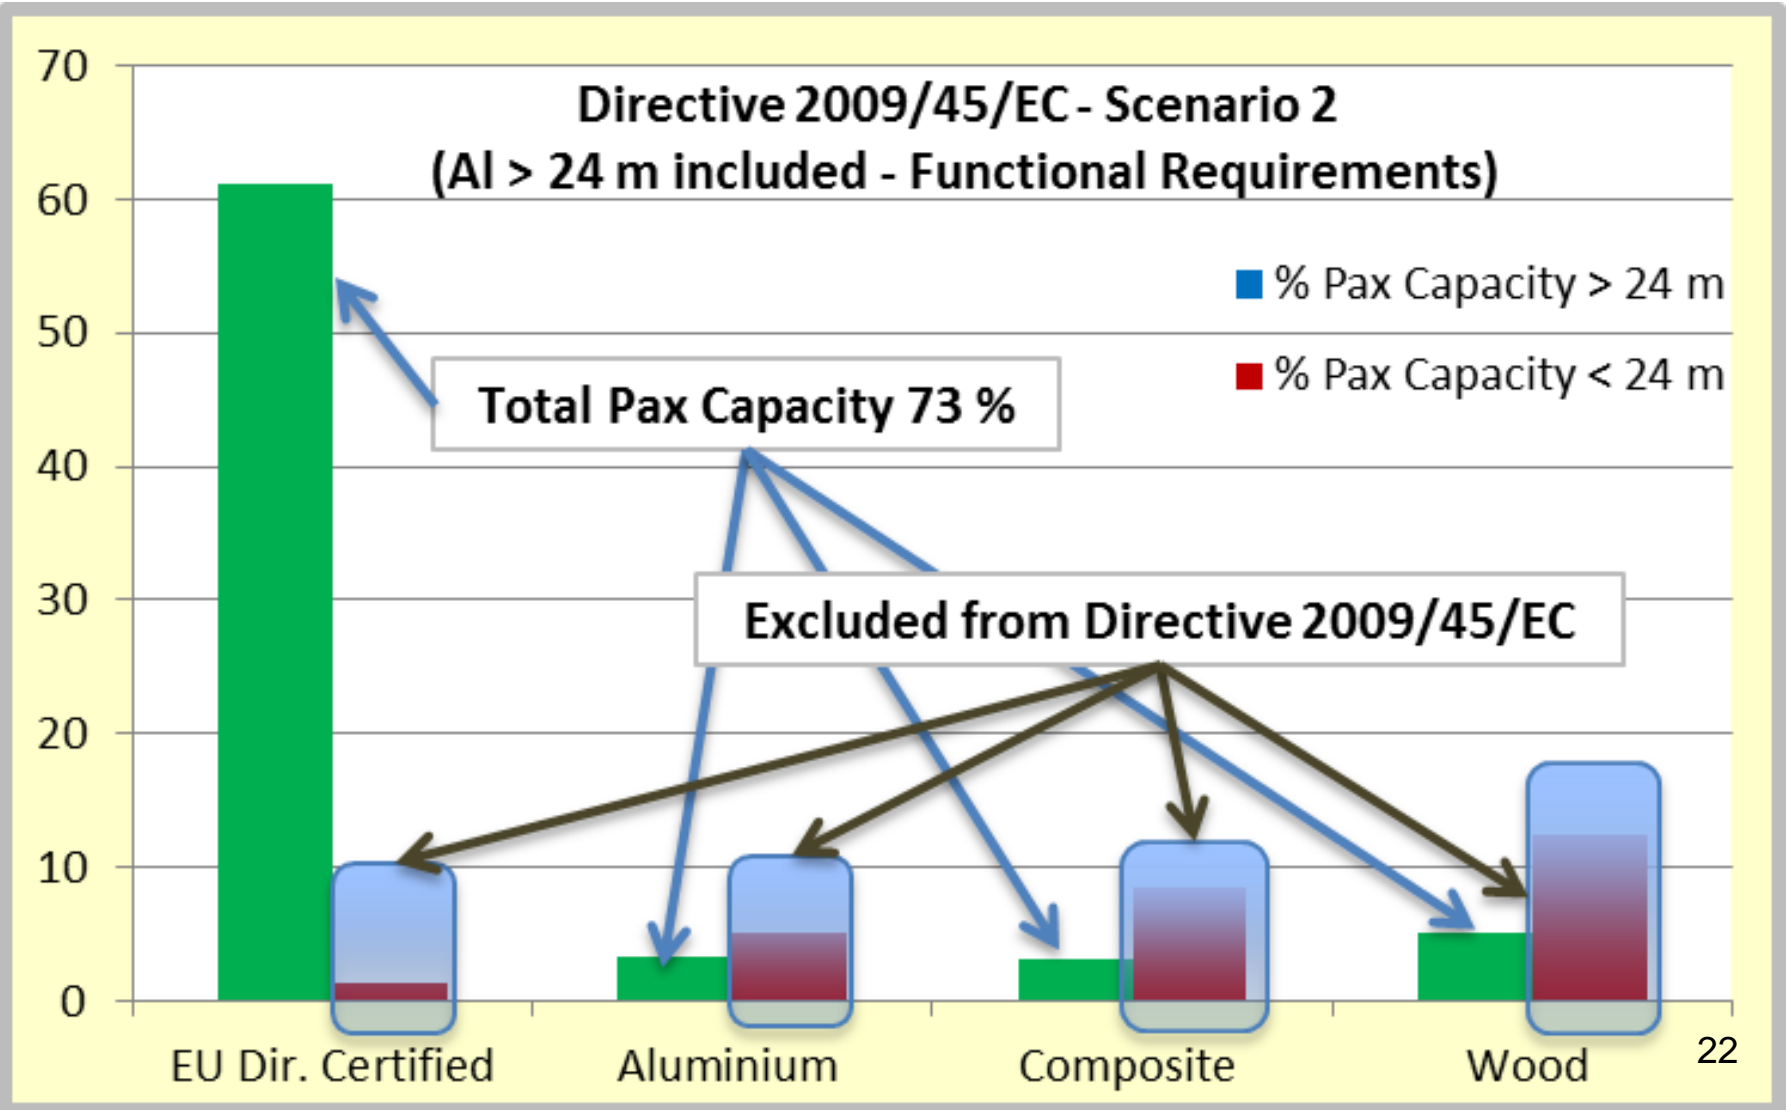 70
Directive 2009/45/EC - Scenario 2
(Al > 24 m included - Functional Requirements)
60
% Pax Capacity > 24 m
50
% Pax Capacity < 24 m
Total Pax Capacity 73 %
40
30
Excluded from Directive 2009/45/EC
20
10
0
EU Dir. Certified
Aluminium
Composite
Wood
22